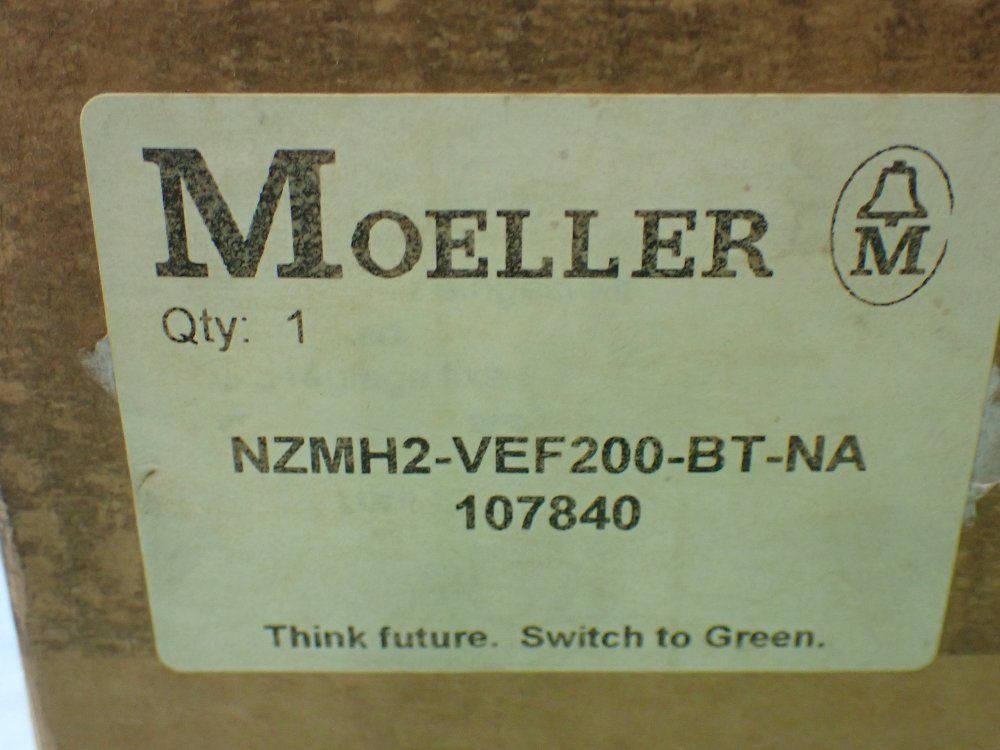 MOELLER
M
Qty: 1
NZMH2-VEF200-BT-NA
107840
Think future. Switch to Green.